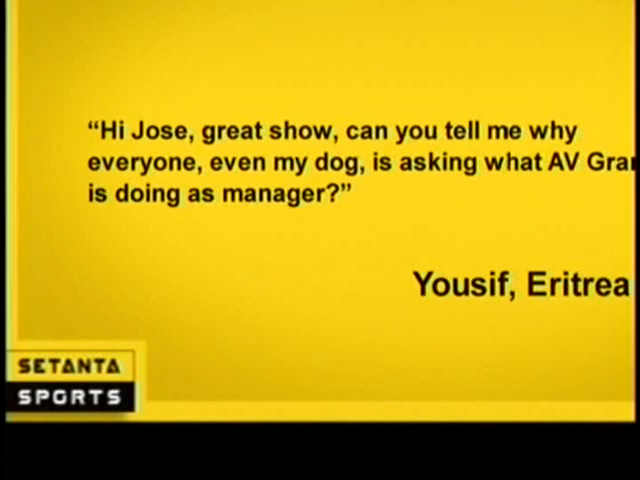 “Hi Jose, great show, can you tell me why
everyone, even my dog, is asking what AV
is doing as manager?”
Yousif, Eritrea
SETANTA
SPORTS